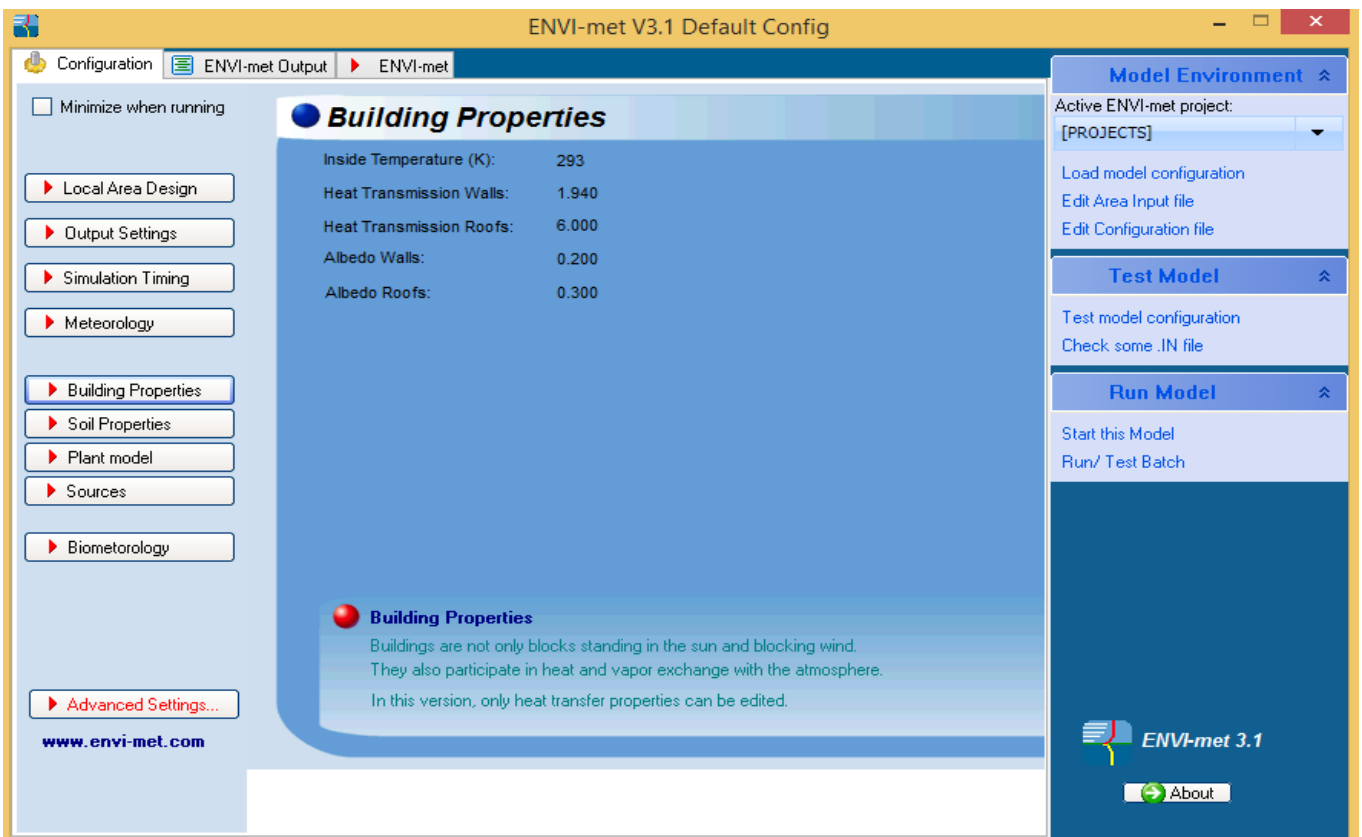 ENVI-met V3.1 Default Config
Configuration
ENVI-met Output
ENVI-met
Minimize when running
Local Area Design
Output Settings
Simulation Timing
Meteorology
Building Properties
Soil Properties
Plant model
Sources
Biometorology
Advanced Settings...
www.envi-met.com
Building Properties
Inside Temperature (K): 293
Heat Transmission Walls: 1.940
Heat Transmission Roofs: 6.000
Albedo Walls: 0.200
Albedo Roofs: 0.300
Building Properties
Buildings are not only blocks standing in the sun and blocking wind.
They also participate in heat and vapor exchange with the atmosphere.
In this version, only heat transfer properties can be edited.
Model Environment
Active ENVI-met project:
[PROJECTS]
Load model configuration
Edit Area Input file
Edit Configuration file
Test Model
Test model configuration
Check some .IN file
Run Model
Start this Model
Run/ Test Batch
ENVI-met 3.1
About